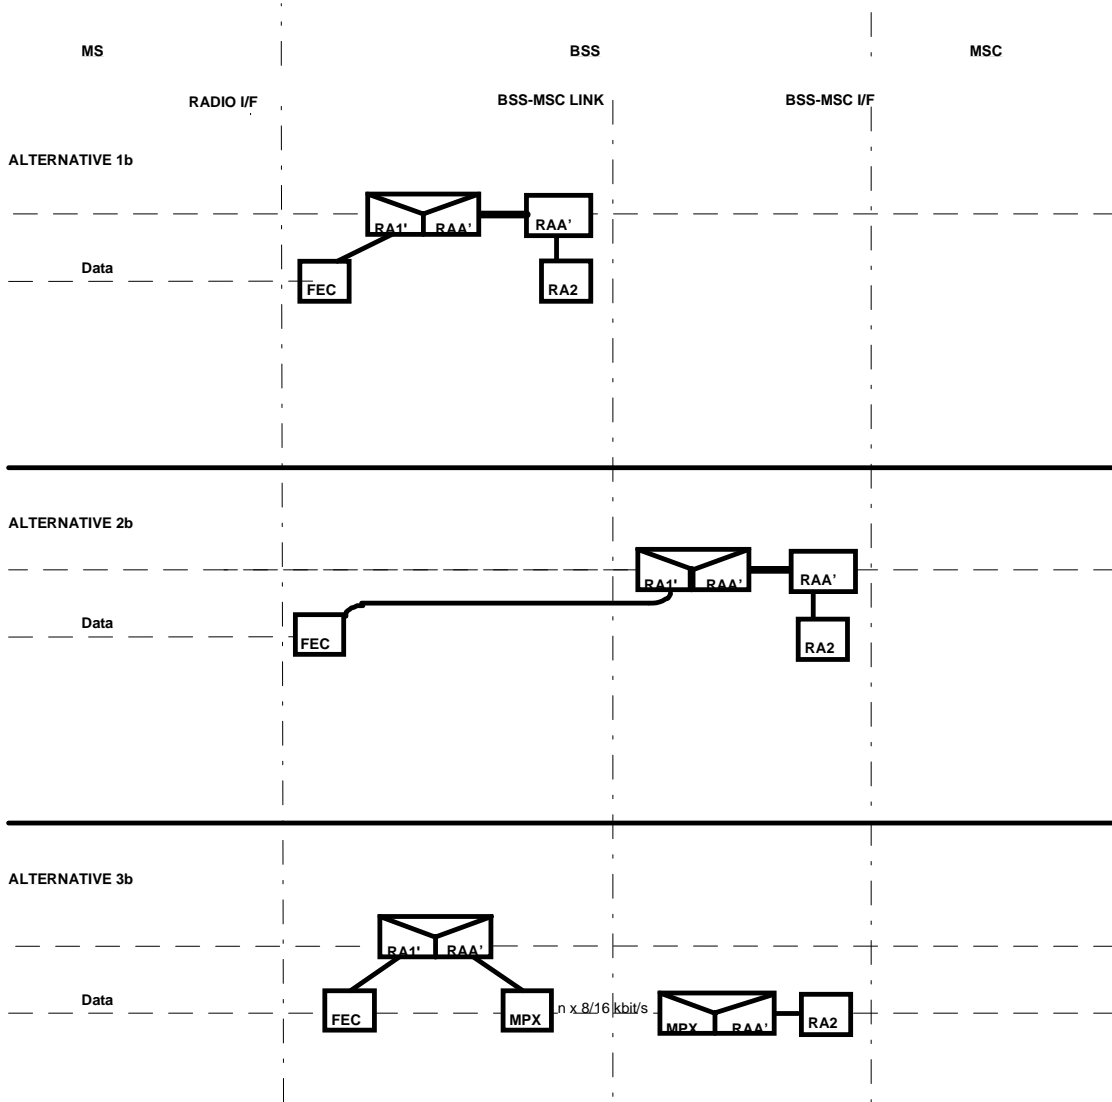 MS BSS MSC
RADIO I/F BSS-MSC LINK BSS-MSC I/F
ALTERNATIVE 1b
RA1' RAA' RAA'
Data
FEC RA2
ALTERNATIVE 2b
RA1' RAA' RAA'
Data
FEC RA2
ALTERNATIVE 3b
RA1' RAA'
Data
FEC MPX n x 8/16 kbit/s MPX RAA' RA2